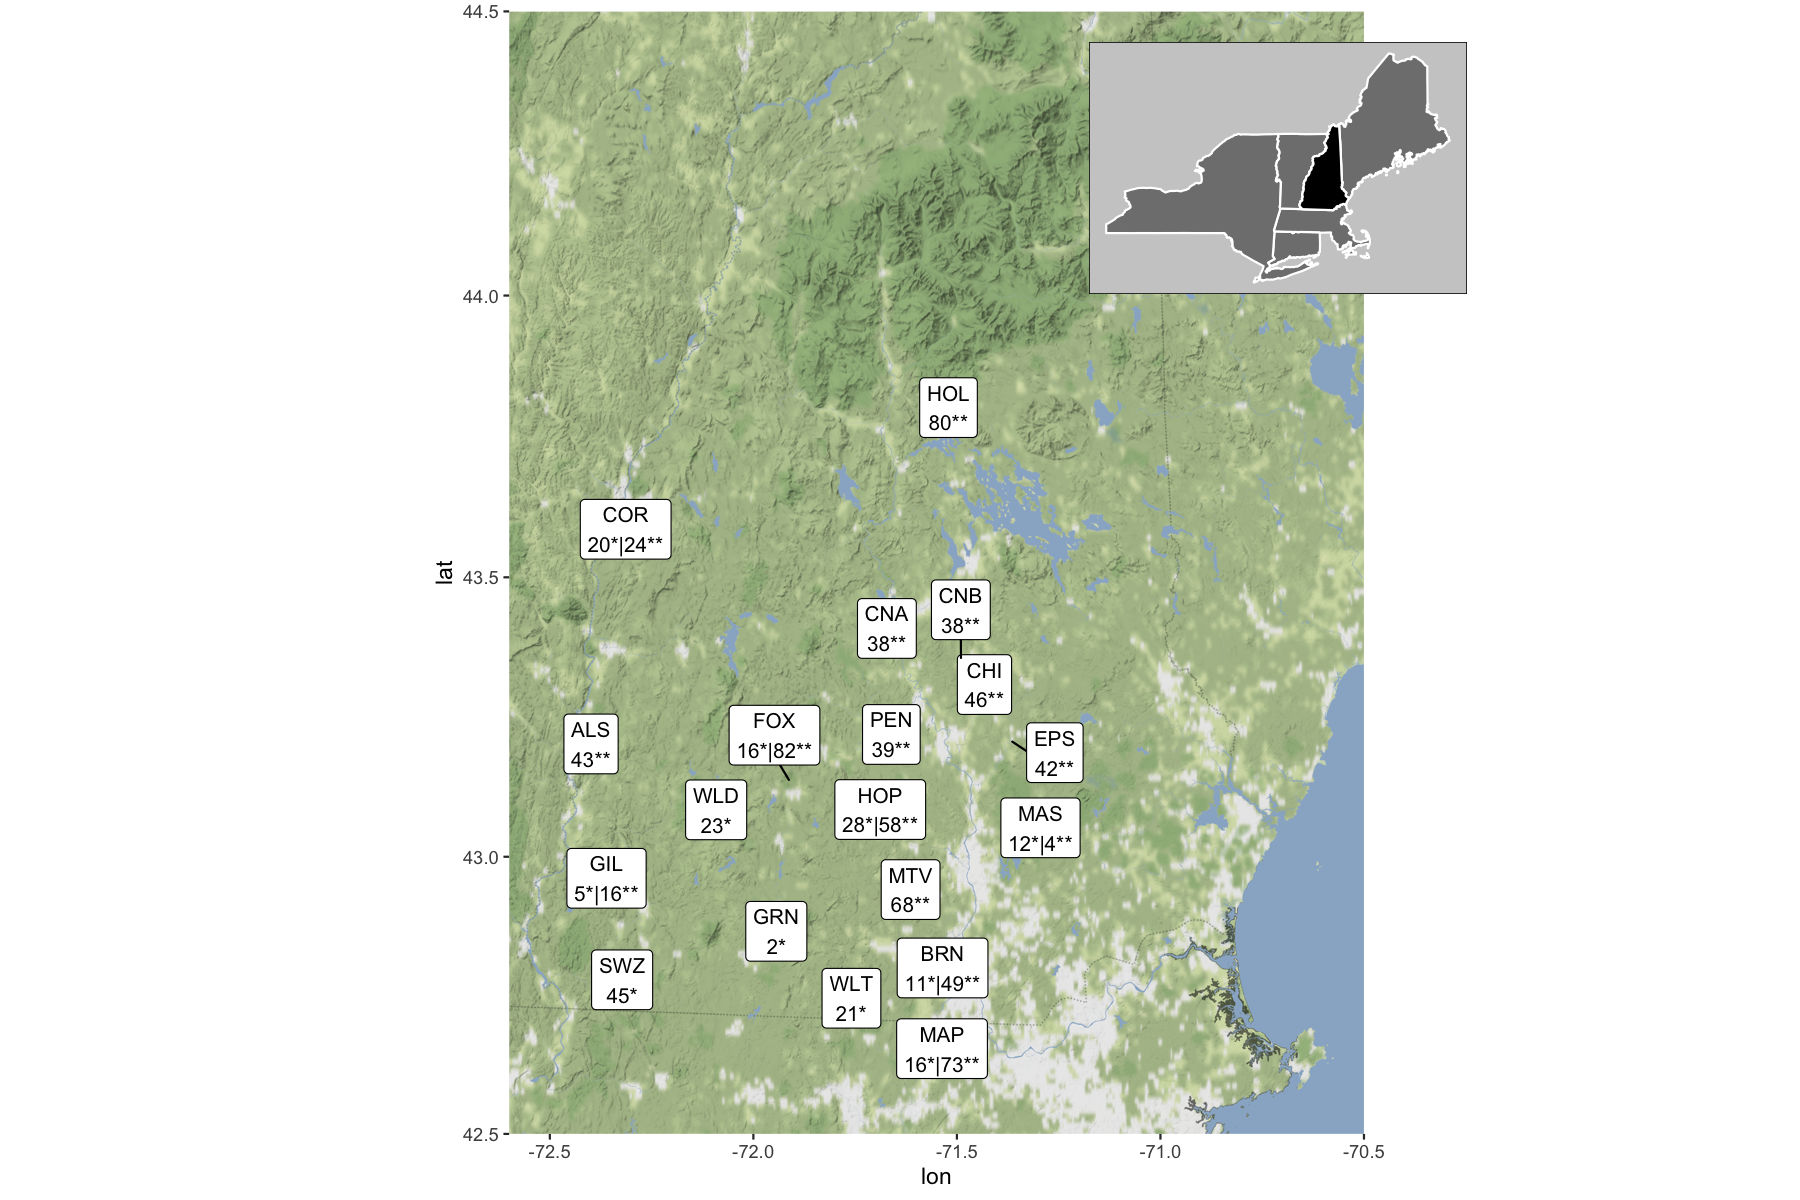 44.5
44.0
43.5
43.0
42.5
lat
HOL
80**
COR
20*|24**
CNB
38**
CNA
38**
CHI
46**
FOX
16*|82**
PEN
39**
ALS
43**
EPS
42**
WLD
23*
HOP
28*|58**
MAS
12*|4**
GIL
5*|16**
MTV
68**
GRN
2*
BRN
11*|49**
SWZ
45*
WLT
21*
MAP
16*|73**
-72.5
-72.0
-71.5
-71.0
-70.5
lon